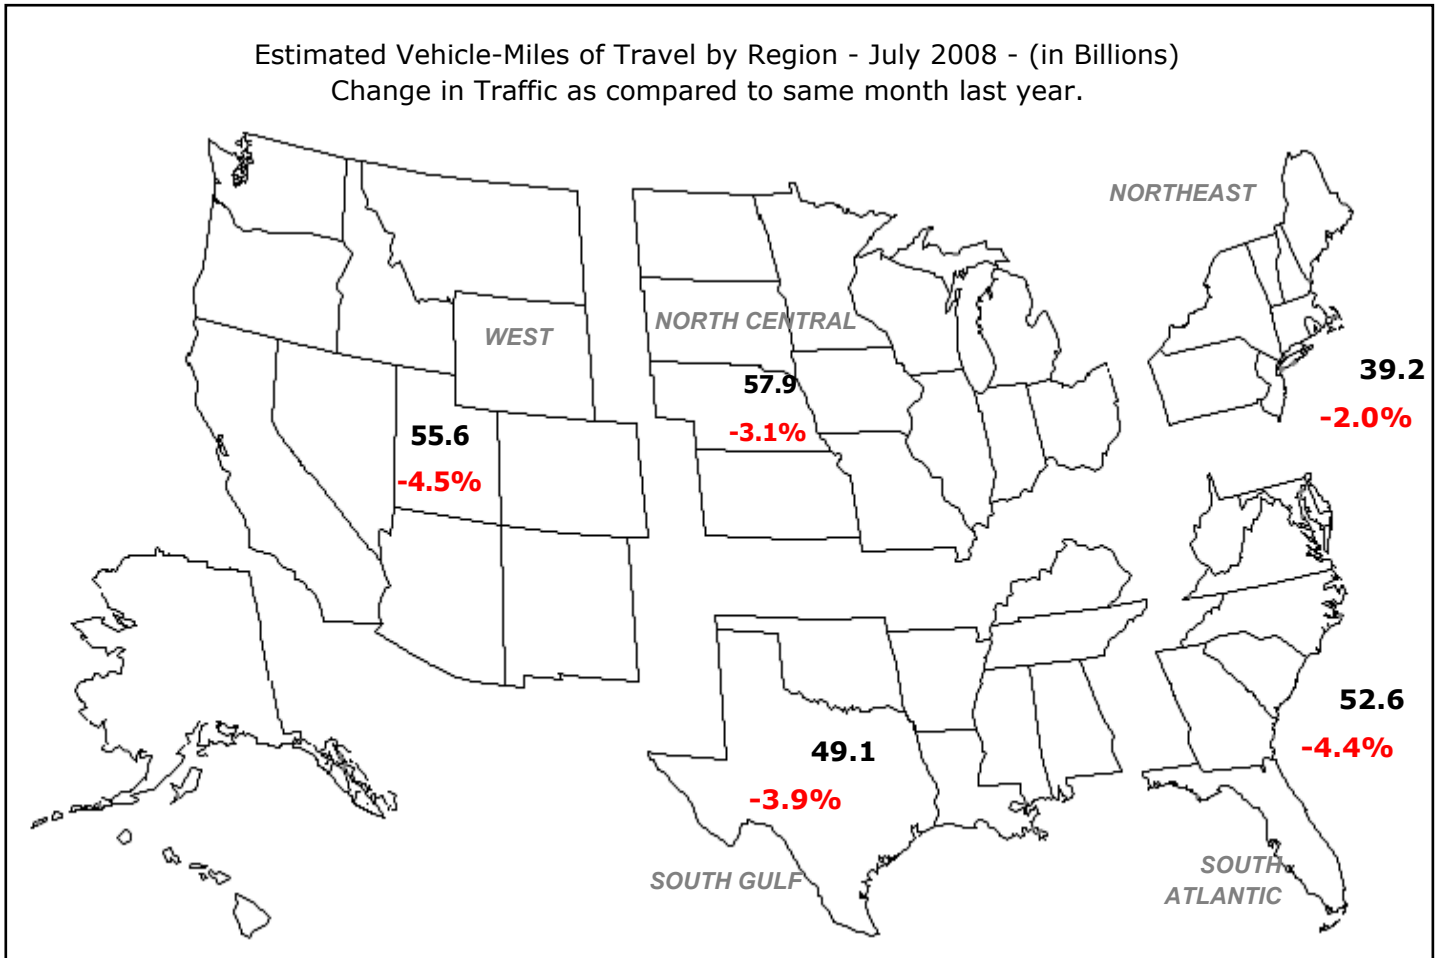 Estimated Vehicle-Miles of Travel by Region - July 2008 - (in Billions)
Change in Traffic as compared to same month last year.
NORTHEAST
39.2
-2.0%
WEST
55.6
-4.5%
NORTH CENTRAL
57.9
-3.1%
52.6
-4.4%
SOUTH
ATLANTIC
49.1
-3.9%
SOUTH GULF